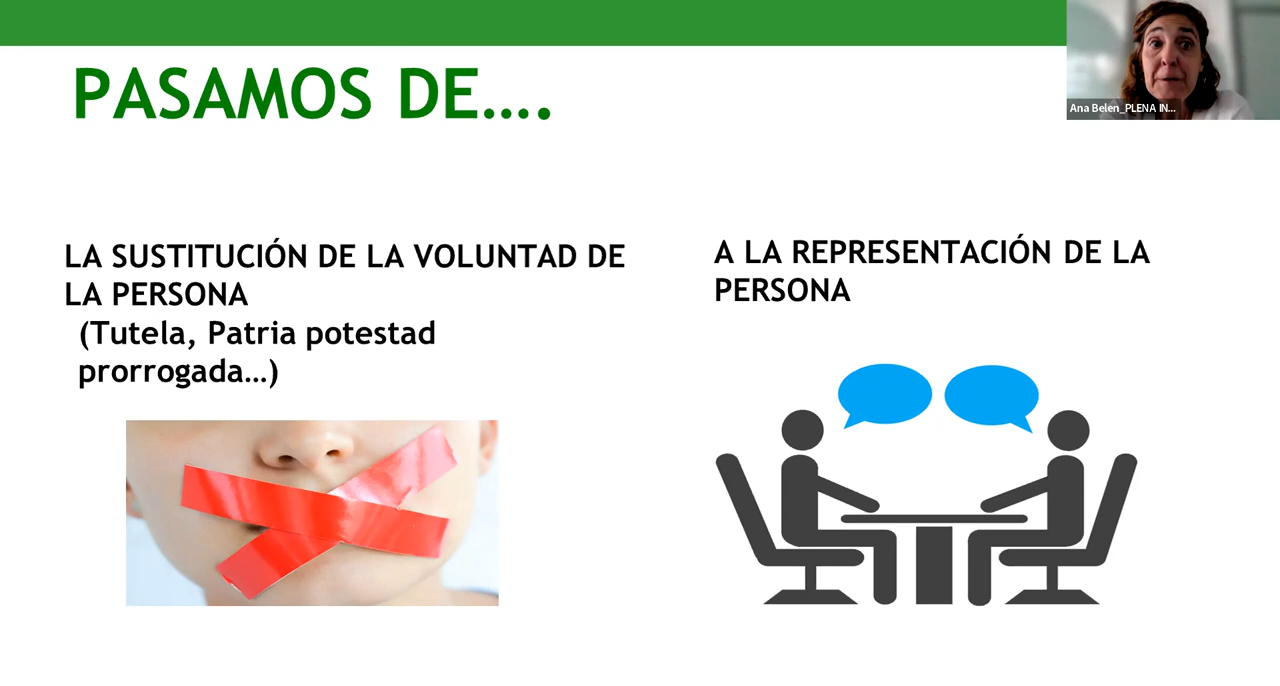 PASAMOS DE….
Ana Belen_PLENA IN...
LA SUSTITUCIÓN DE LA VOLUNTAD DE
LA PERSONA
(Tutela, Patria potestad
prorrogada…)
A LA REPRESENTACIÓN DE LA
PERSONA